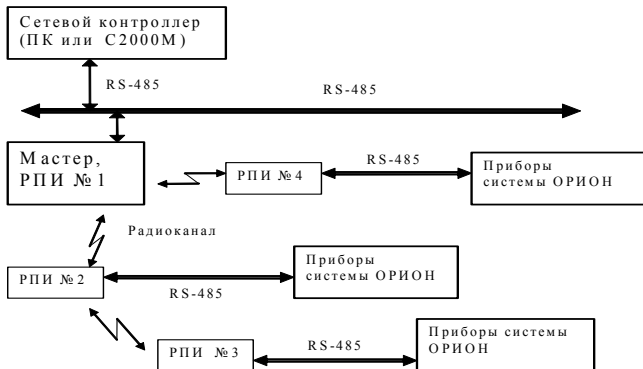 Сетевой контроллер
(ПК или С2000М)
RS-485
RS-485
Мастер,
РПИ №1
РПИ №4
RS-485
Приборы
системы ОРИОН
Радиоканал
РПИ №2
RS-485
Приборы
системы ОРИОН
РПИ №3
RS-485
Приборы системы
ОРИОН